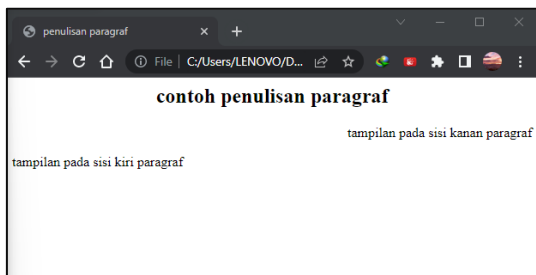 penulisan paragraf
File | C:/Users/LENOVO/D...
contoh penulisan paragraf
tampilan pada sisi kanan paragraf
tampilan pada sisi kiri paragraf